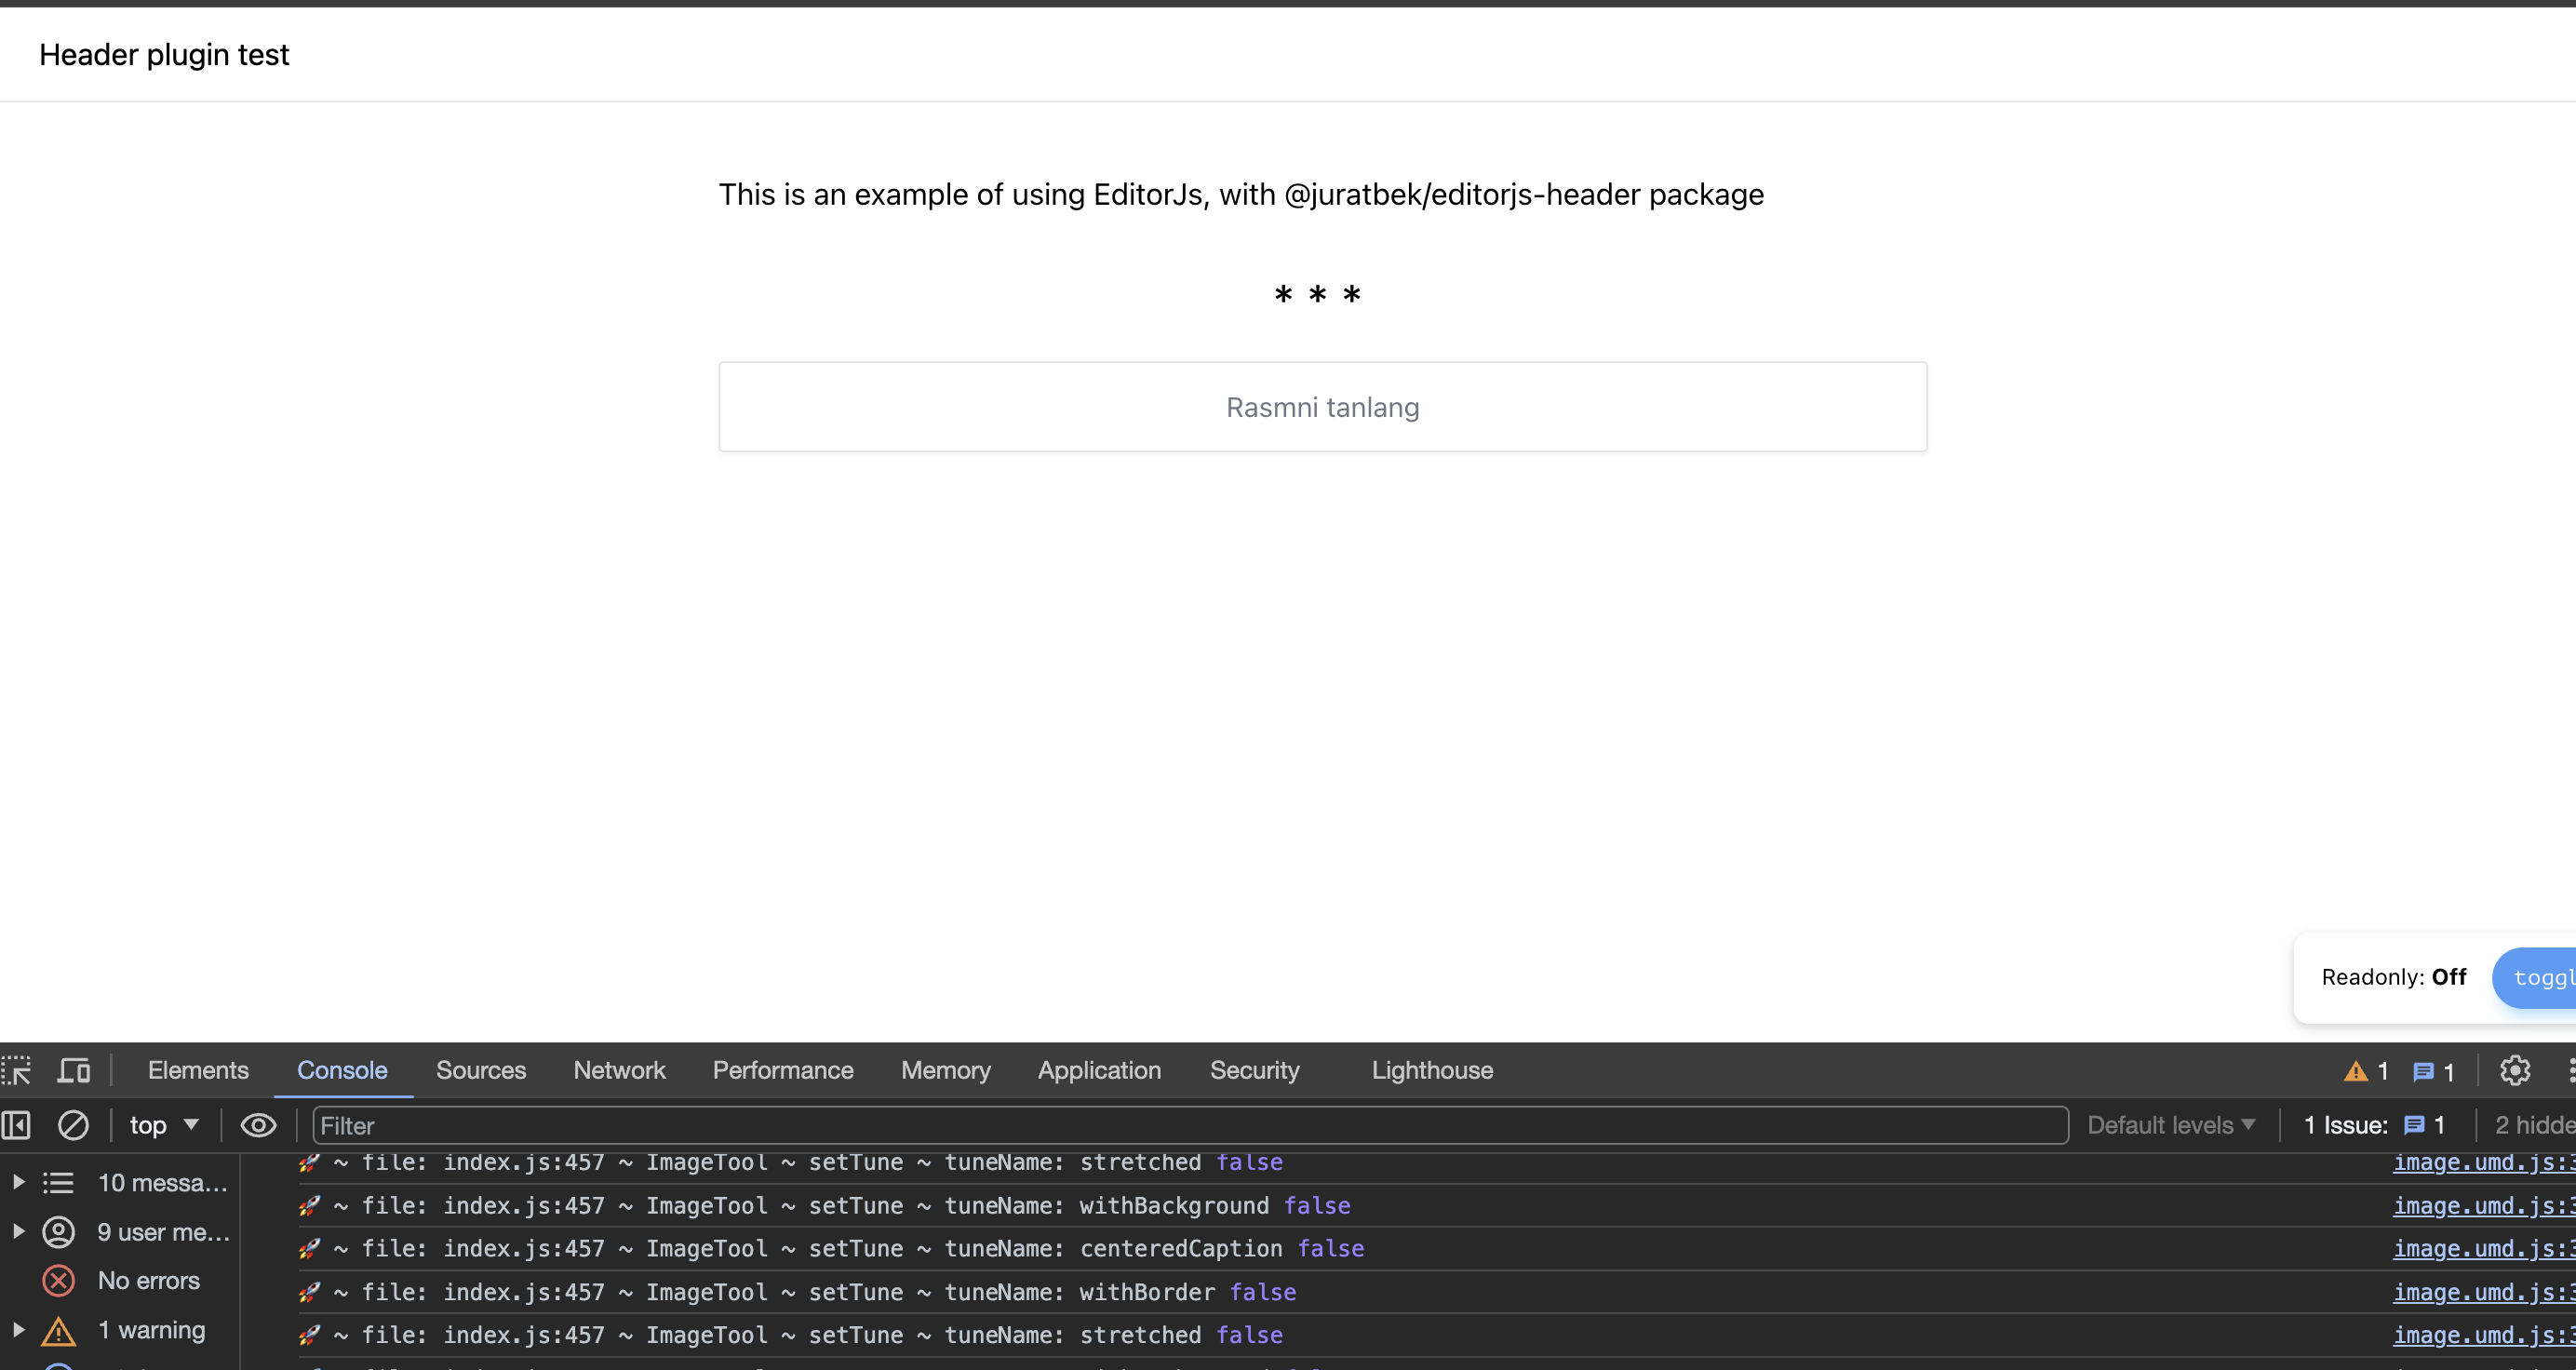 Header plugin test
This is an example of using EditorJs, with @juratbek/editorjs-header package
* * *
Rasmni tanlang
Readonly: Off
Elements Console Sources Network Performance Memory Application Security Lighthouse 1 1
top Filter Default levels 1 Issue: 1 2
10 messa…
9 user me…
No errors
1 warning
🚀 ~ file: index.js:457 ~ ImageTool ~ setTune ~ tuneName: stretched false image.umd.js:3
🚀 ~ file: index.js:457 ~ ImageTool ~ setTune ~ tuneName: withBackground false image.umd.js:3
🚀 ~ file: index.js:457 ~ ImageTool ~ setTune ~ tuneName: centeredCaption false image.umd.js:3
🚀 ~ file: index.js:457 ~ ImageTool ~ setTune ~ tuneName: withBorder false image.umd.js:3
🚀 ~ file: index.js:457 ~ ImageTool ~ setTune ~ tuneName: stretched false image.umd.js:3